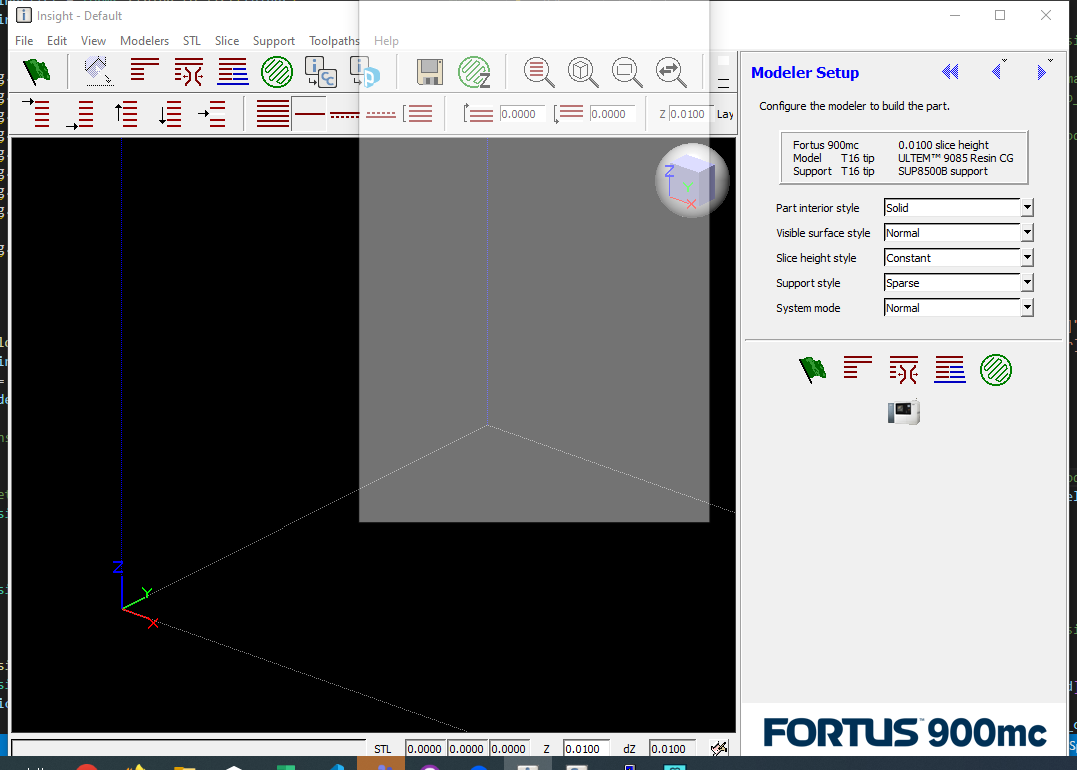 Insight - Default
File Edit View Modelers STL Slice Support Toolpaths Help
0.0000 0.0000 Z 0.0100 Lay
Z
Y
X
Z
Y
X
Modeler Setup
Configure the modeler to build the part.
Fortus 900mc 0.0100 slice height
Model T16 tip ULTEM™ 9085 Resin CG
Support T16 tip SUP8500B support
Part interior style Solid
Visible surface style Normal
Slice height style Constant
Support style Sparse
System mode Normal
FORTUS™ 900mc
STL 0.0000 0.0000 0.0000 Z 0.0100 dZ 0.0100